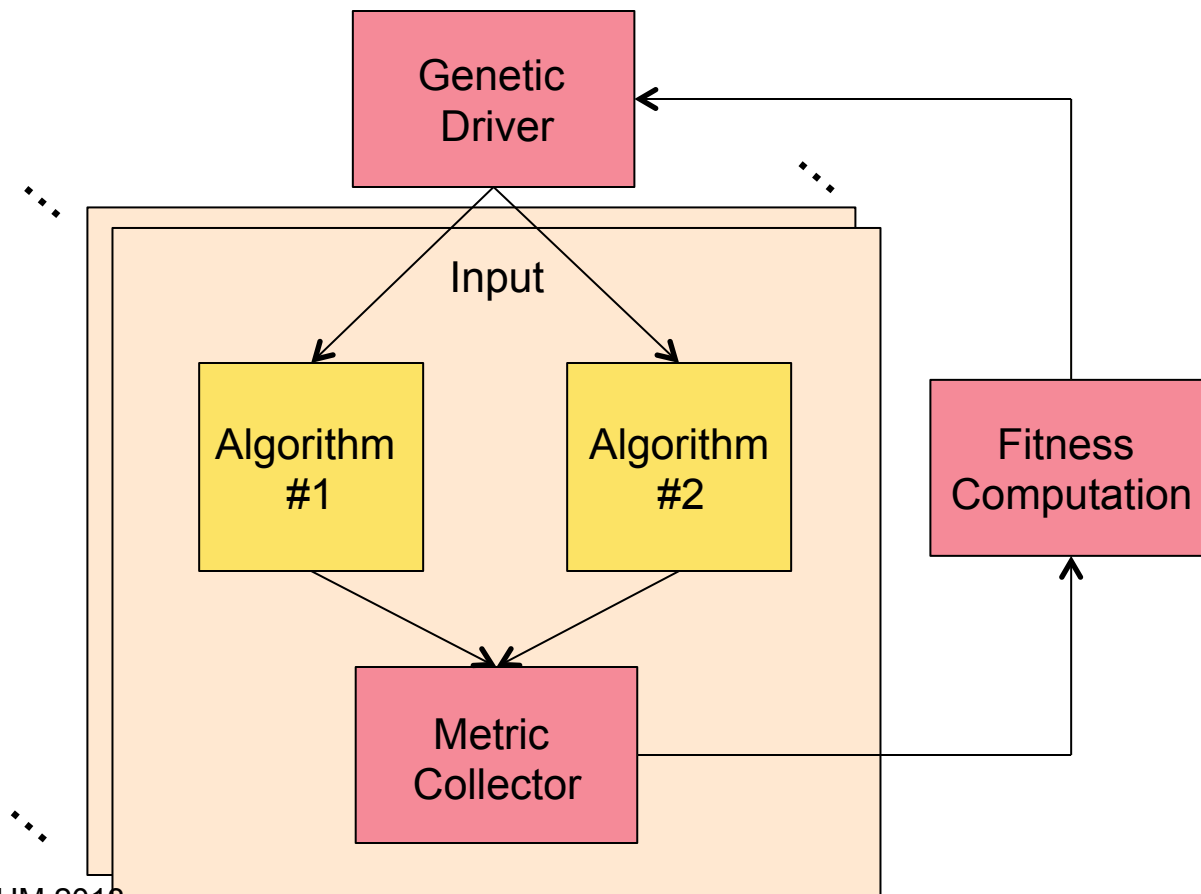 Genetic
Driver
Input
Algorithm
#1
Algorithm
#2
Fitness
Computation
Metric
Collector